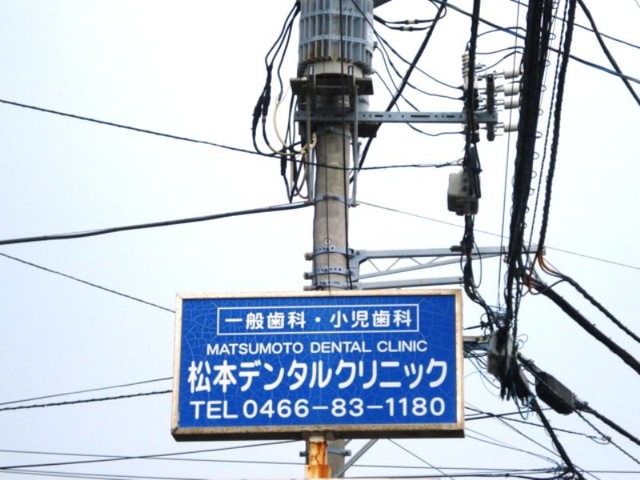 一般歯科・小児歯科
MATSUMOTO DENTAL CLINIC
松本デンタルクリニック
TEL 0466-83-1180